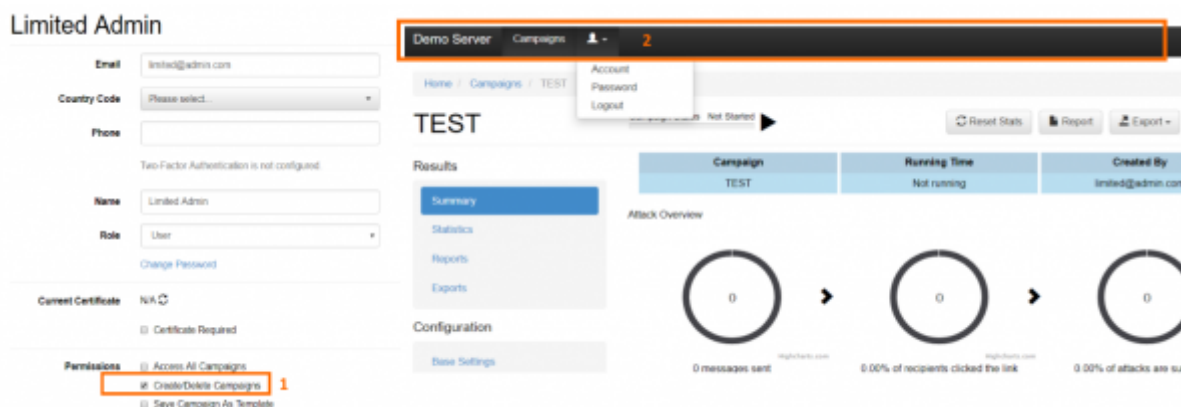 Limited Admin
Email limited@admin.com
Country Code Please select...
Phone
Two-Factor Authentication is not configured.
Name Limited Admin
Role User
Change Password
Current Certificate N/A
Certificate Required
Permissions Access All Campaigns
Create/Delete Campaigns 1
Save Campaign As Template
Demo Server Campaigns 2
Account
Password
Logout
Home / Campaigns / TEST
TEST
Not Started
Reset Stats Report Export
Results
Summary
Statistics
Reports
Exports
Configuration
Base Settings
Campaign Running Time Created By
TEST Not running limited@admin.com
Attack Overview
0 0 0
Highcharts.com Highcharts.com
0 messages sent 0.00% of recipients clicked the link 0.00% of attacks are su